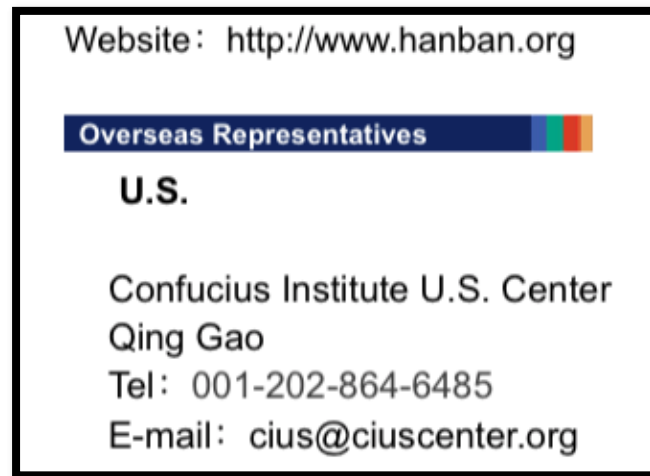 Website：http://www.hanban.org
Overseas Representatives
U.S.
Confucius Institute U.S. Center
Qing Gao
Tel：001-202-864-6485
E-mail：cius@ciuscenter.org